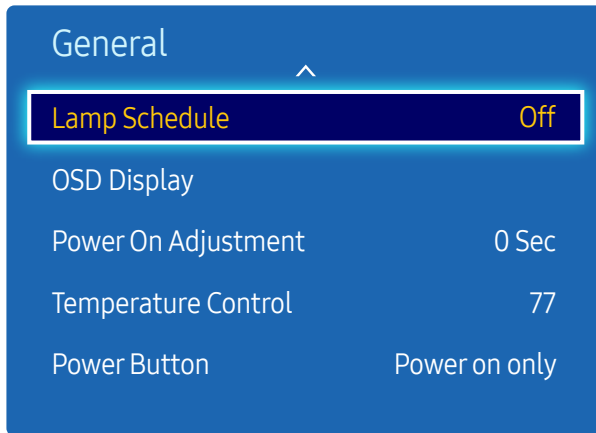 General
Lamp Schedule Off
OSD Display
Power On Adjustment 0 Sec
Temperature Control 77
Power Button Power on only